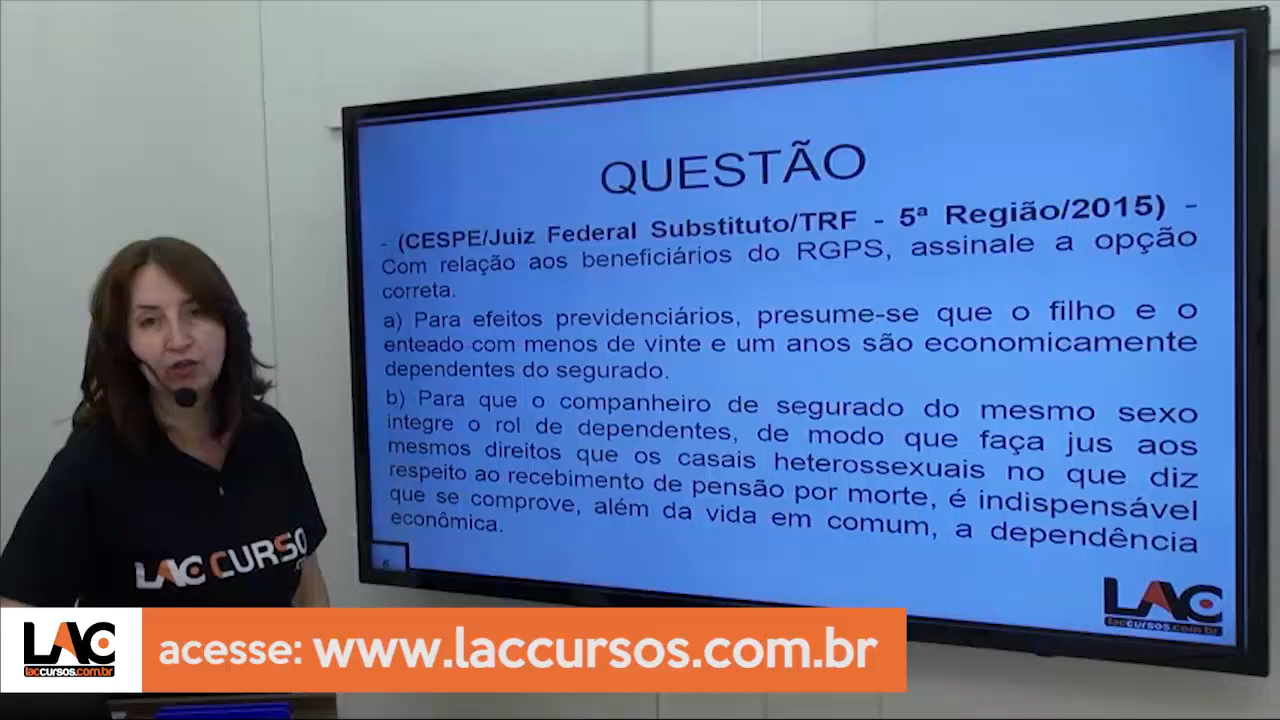 QUESTÃO
- (CESPE/Juiz Federal Substituto/TRF - 5ª Região/2015) -
Com relação aos beneficiários do RGPS, assinale a opção
correta.
a) Para efeitos previdenciários, presume-se que o filho e o
enteado com menos de vinte e um anos são economicamente
dependentes do segurado.
b) Para que o companheiro de segurado do mesmo sexo
integre o rol de dependentes, de modo que faça jus aos
mesmos direitos que os casais heterossexuais no que diz
respeito ao recebimento de pensão por morte, é indispensável
que se comprove, além da vida em comum, a dependência
econômica.
6
LAC
laccursos.com.br
LAC CURSO
LAC
laccursos.com.br
acesse: www.laccursos.com.br